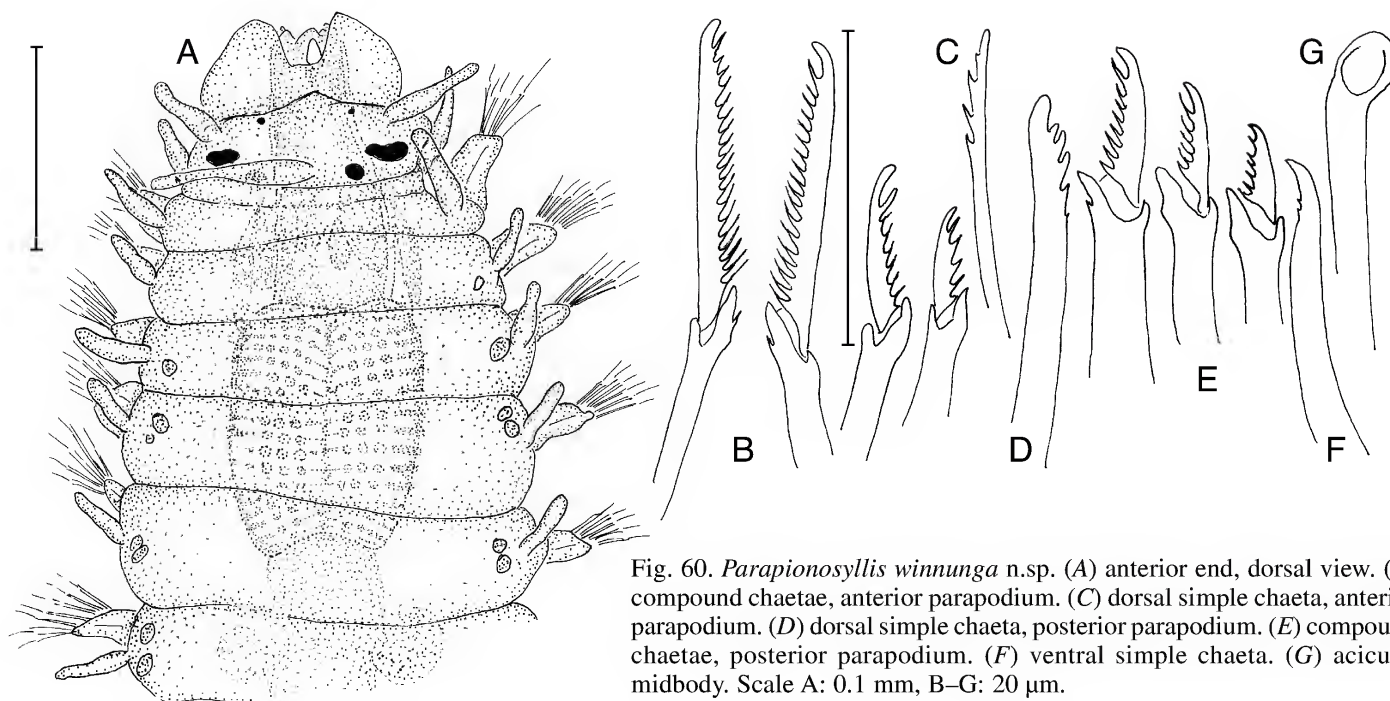 A
B
C
D
E
F
G
Fig. 60. Parapionosyllis winnunga n.sp. (A) anterior end, dorsal view. (
compound chaetae, anterior parapodium. (C) dorsal simple chaeta, anteri
parapodium. (D) dorsal simple chaeta, posterior parapodium. (E) compou
chaetae, posterior parapodium. (F) ventral simple chaeta. (G) acicu
midbody. Scale A: 0.1 mm, B–G: 20 µm.